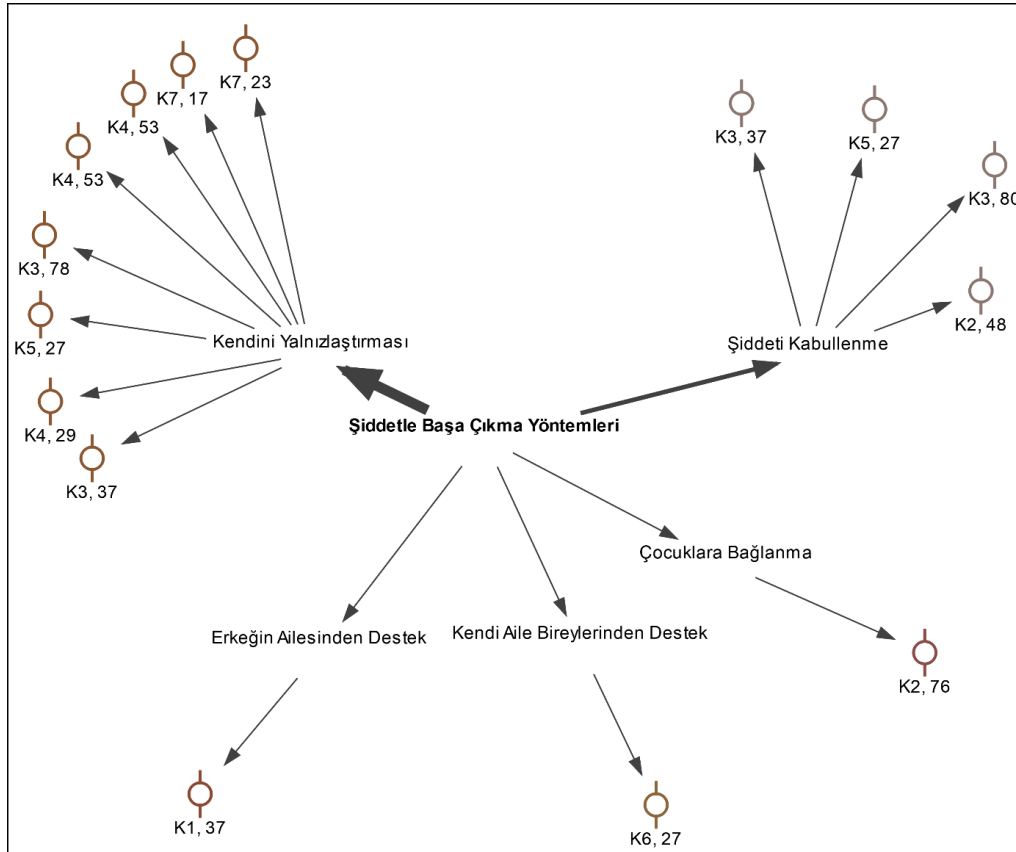 K7, 23
K7, 17
K4, 53
K4, 53
K3, 78
K5, 27
K4, 29
K3, 37
Kendini Yalnızlaştırması
K3, 37
K5, 27
K3, 80
K2, 48
Şiddeti Kabullenme
Şiddetle Başa Çıkma Yöntemleri
Çocuklara Bağlanma
Erkeğin Ailesinden Destek
Kendi Aile Bireylerinden Destek
K2, 76
K1, 37
K6, 27